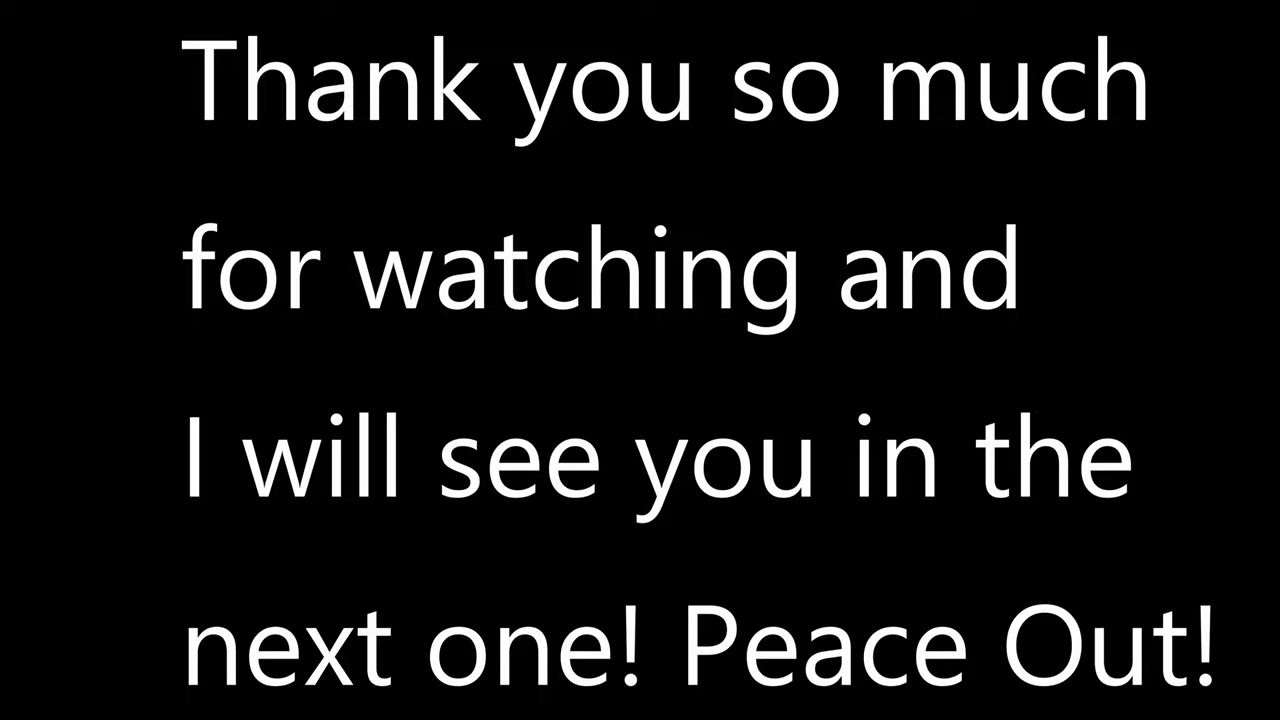 Thank you so much
for watching and
I will see you in the
next one! Peace Out!